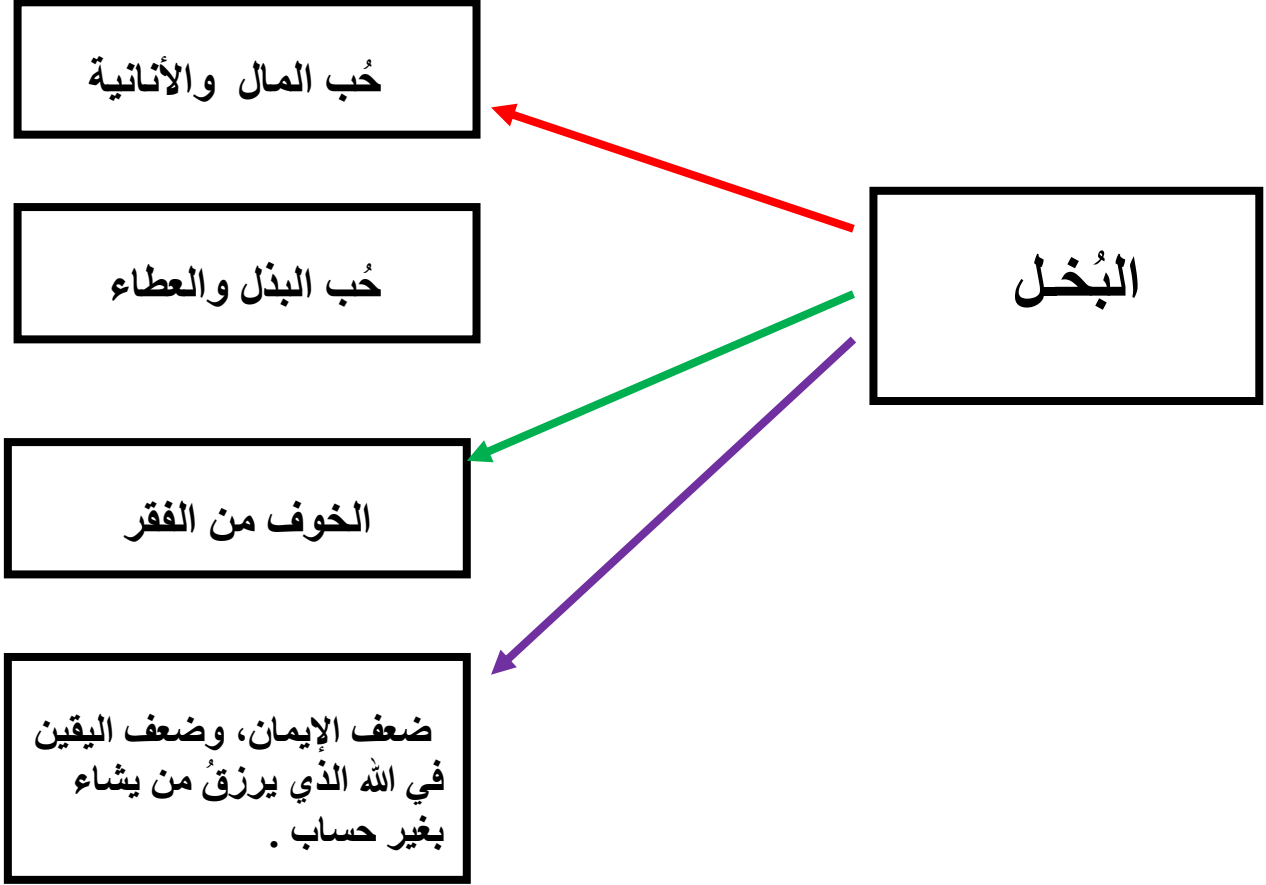 البُخـل
حُب المال والأنانية
حُب البذل والعطاء
الخوف من الفقر
ضعف الإيمان، وضعف اليقين
في الله الذي يرزقُ من يشاء
بغير حساب .